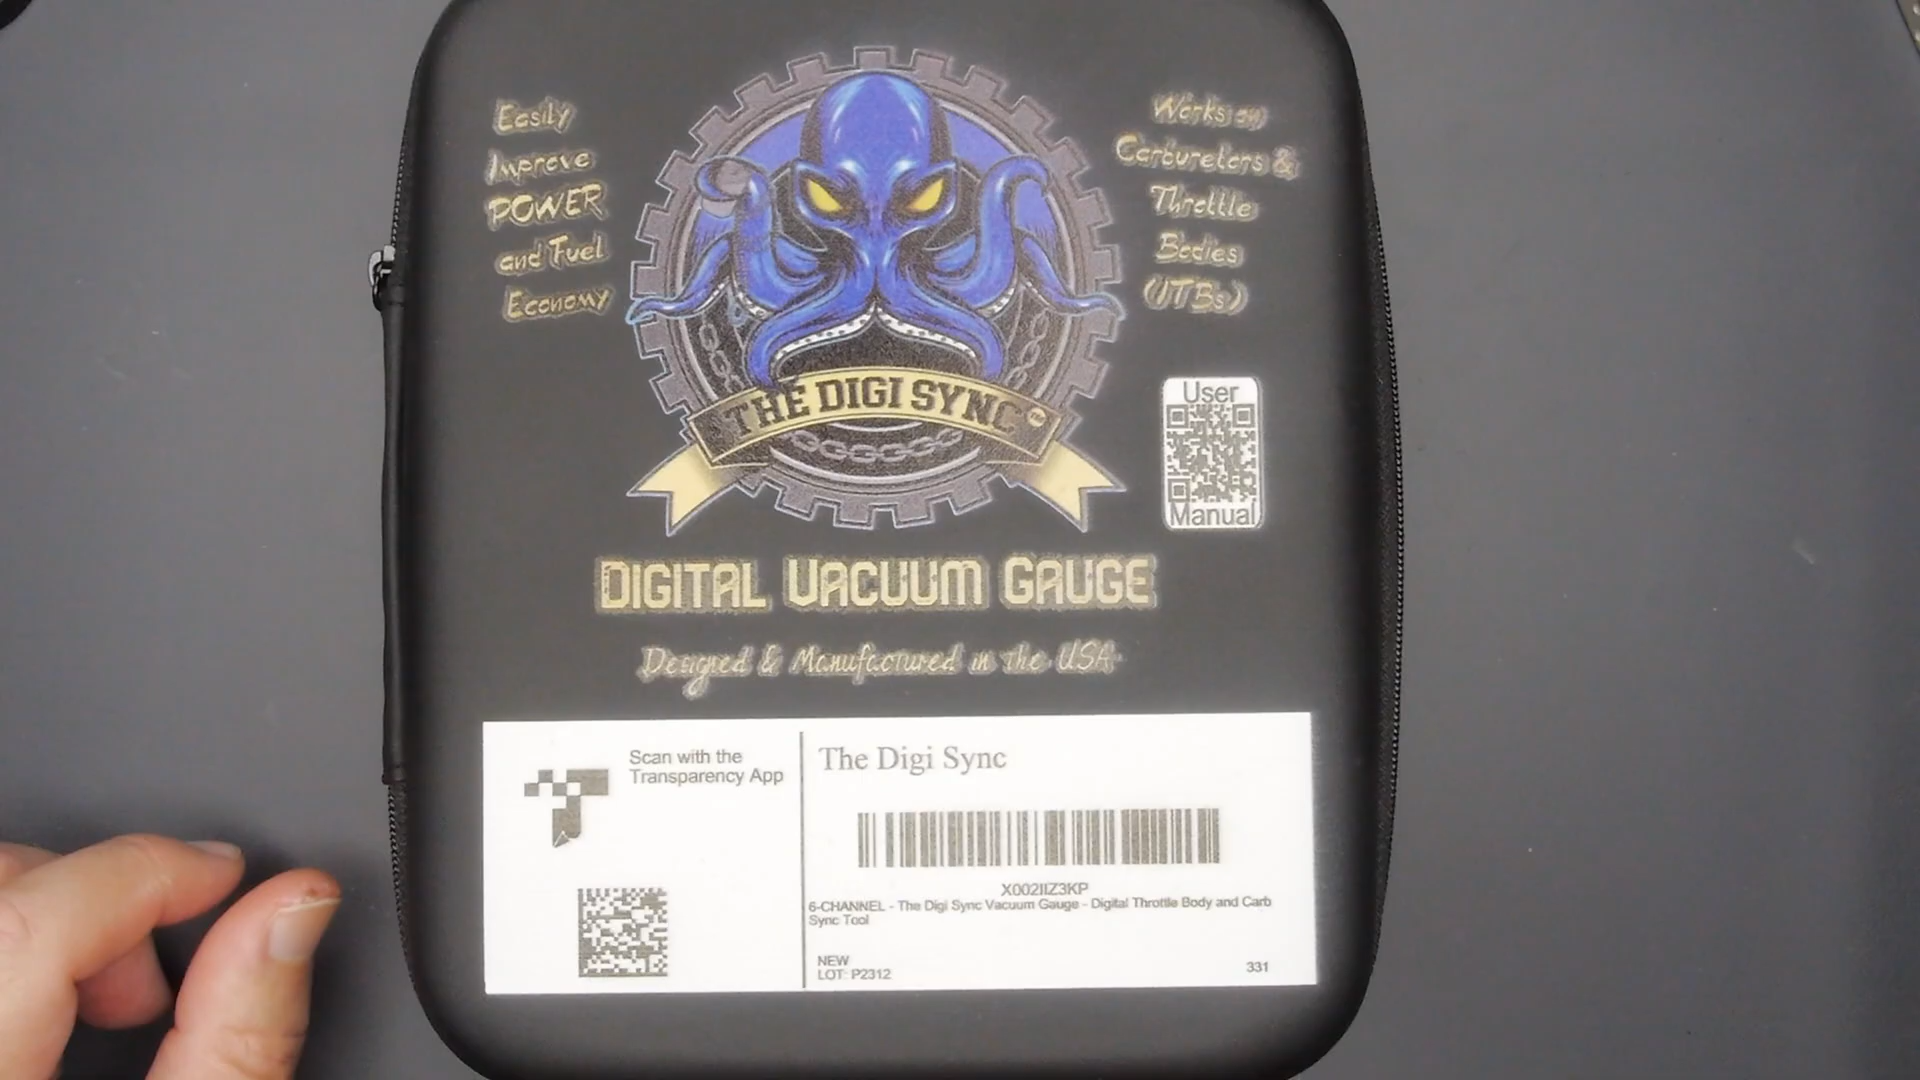 Easily
Improve
POWER
and Fuel
Economy
Works on
Carburetors &
Throttle
Bodies
(ITBs)
THE DIGI SYNC™
User
Manual
DIGITAL VACUUM GAUGE
Designed & Manufactured in the USA
Scan with the
Transparency App
The Digi Sync
X002IIZ3KP
6-CHANNEL - The Digi Sync Vacuum Gauge - Digital Throttle Body and Carb
Sync Tool
NEW
LOT: P2312
331